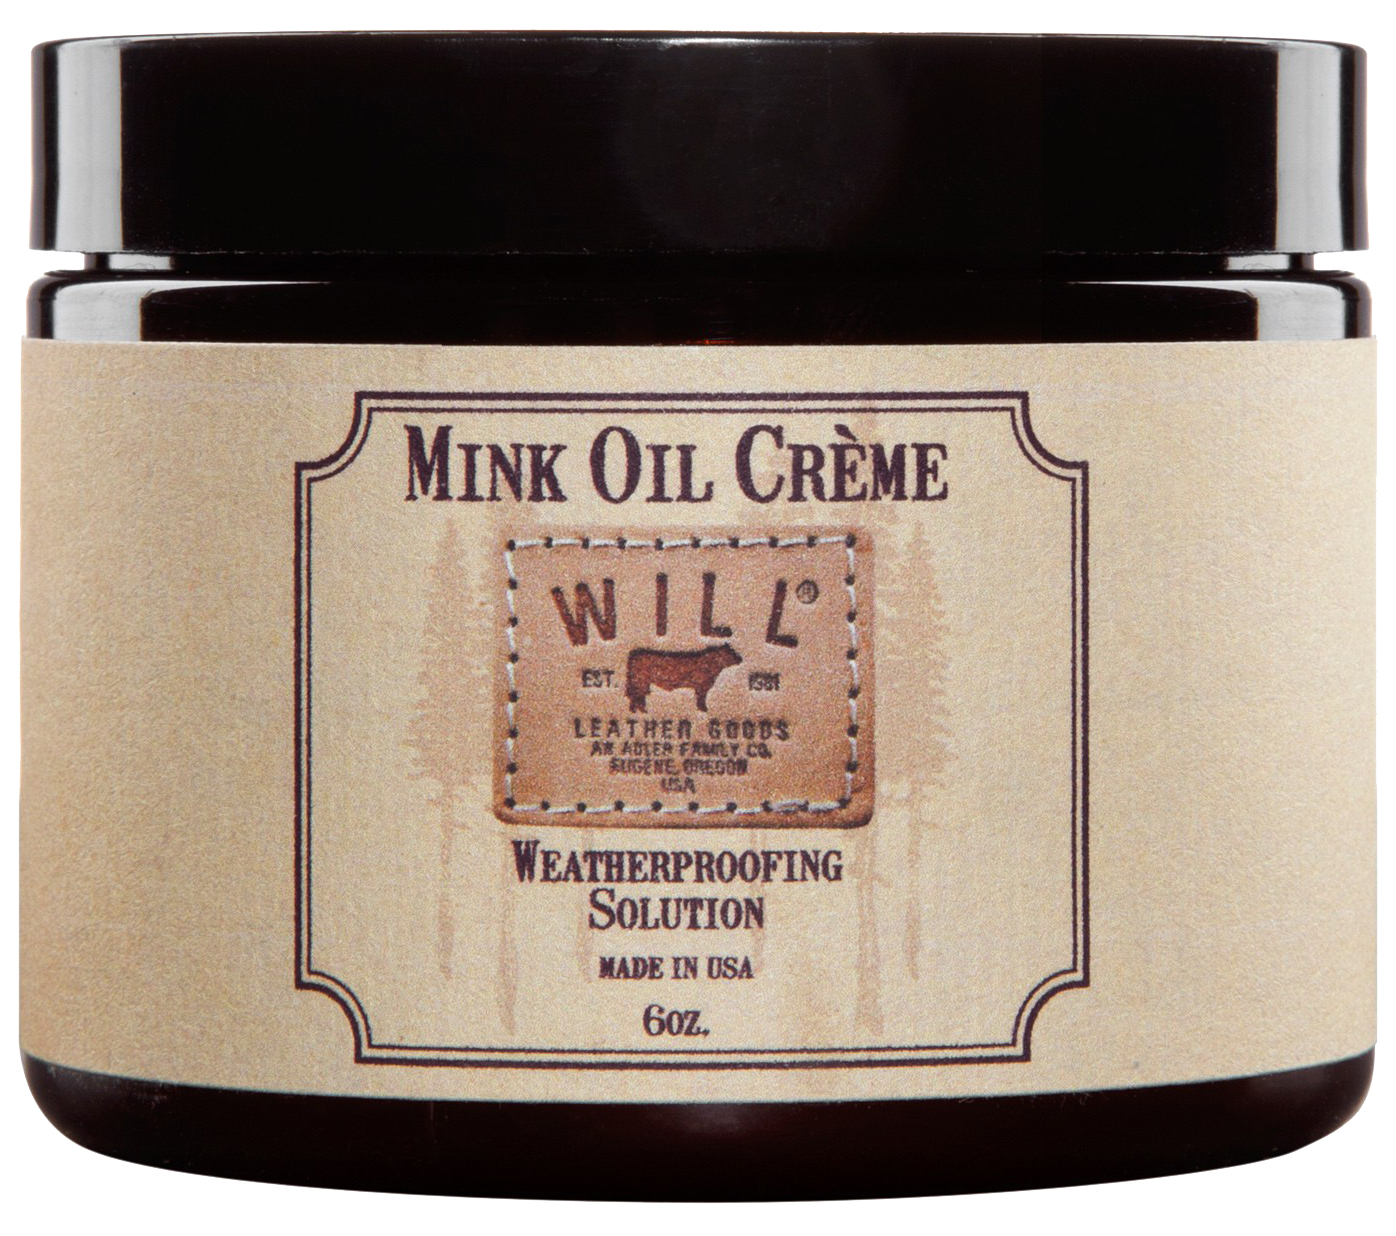 MINK OIL CRÈME
WILL®
EST. 1981
LEATHER GOODS
AN ADLER FAMILY CO.
EUGENE, OREGON
USA
WEATHERPROOFING
SOLUTION
MADE IN USA
6OZ.